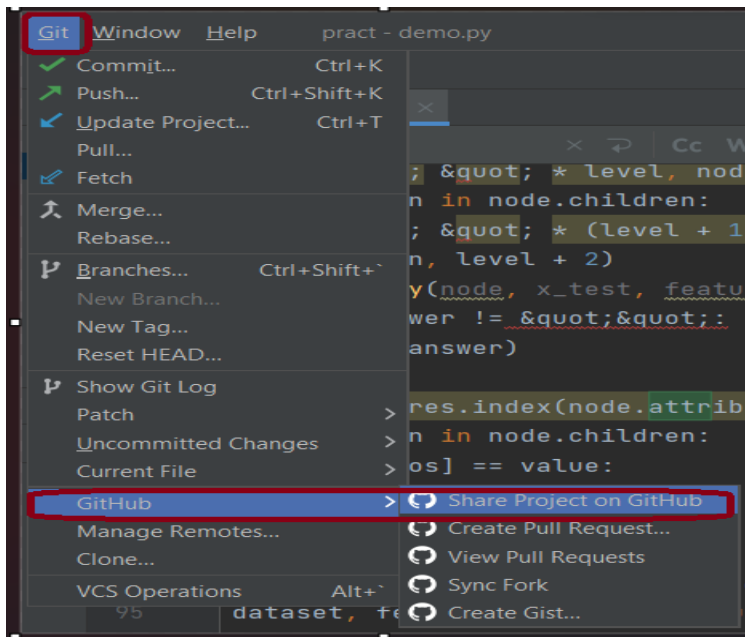 Git Window Help pract - demo.py
Commit... Ctrl+K
Push... Ctrl+Shift+K
Update Project... Ctrl+T
Pull...
Fetch
Merge...
Rebase...
Branches... Ctrl+Shift+`
New Branch...
New Tag...
Reset HEAD...
Show Git Log
Patch
Uncommitted Changes
Current File
GitHub
Manage Remotes...
Clone...
VCS Operations Alt+`
Share Project on GitHub
Create Pull Request...
View Pull Requests
Sync Fork
Create Gist...
Cc W
; &quot; * level, nod
n in node.children:
; &quot; * (level + 1
n, level + 2)
y(node, x_test, featu
wer != &quot;&quot;:
answer)
res.index(node.attrib
n in node.children:
os] == value:
95 dataset, fe